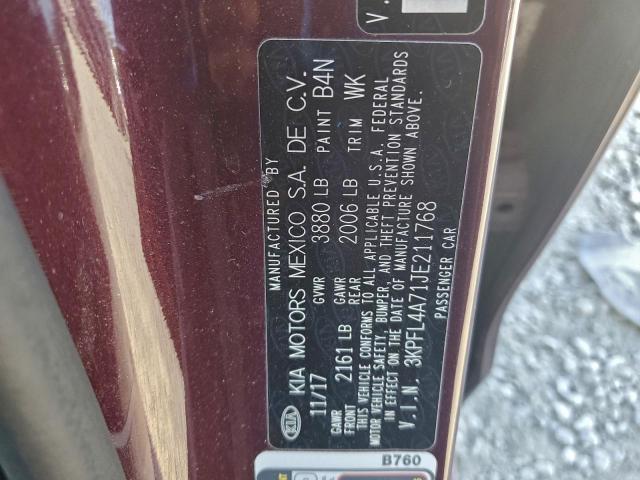 MANUFACTURED BY
KIA KIA MOTORS MEXICO S.A. DE C.V.
11/17 GVWR 3880 LB PAINT B4N
GAWR FRONT 2161 LB GAWR REAR 2006 LB TRIM WK
THIS VEHICLE CONFORMS TO ALL APPLICABLE U.S.A. FEDERAL
MOTOR VEHICLE SAFETY, BUMPER, AND THEFT PREVENTION STANDARDS
IN EFFECT ON THE DATE OF MANUFACTURE SHOWN ABOVE.
V.I.N. 3KPFL4A71JE211768
PASSENGER CAR
B760
V.